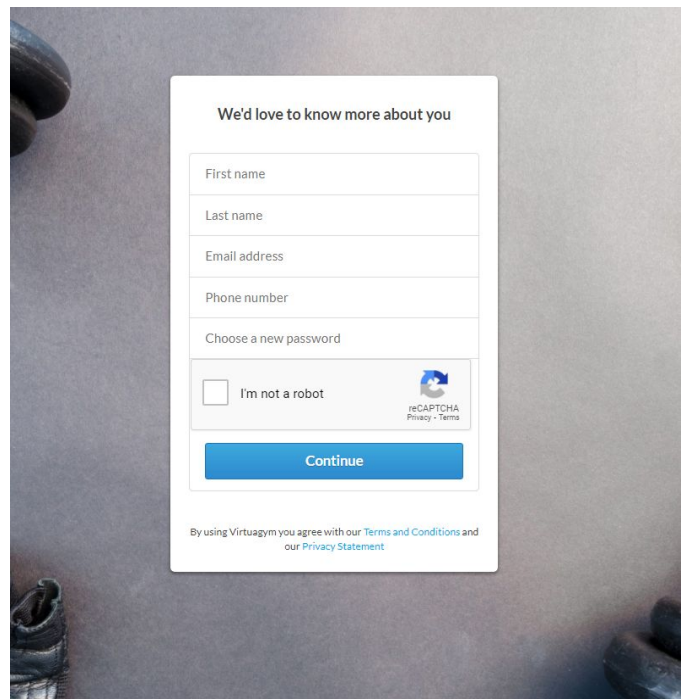 We'd love to know more about you
First name
Last name
Email address
Phone number
Choose a new password
I'm not a robot
reCAPTCHA
Privacy - Terms
Continue
By using Virtuagym you agree with our Terms and Conditions and
our Privacy Statement